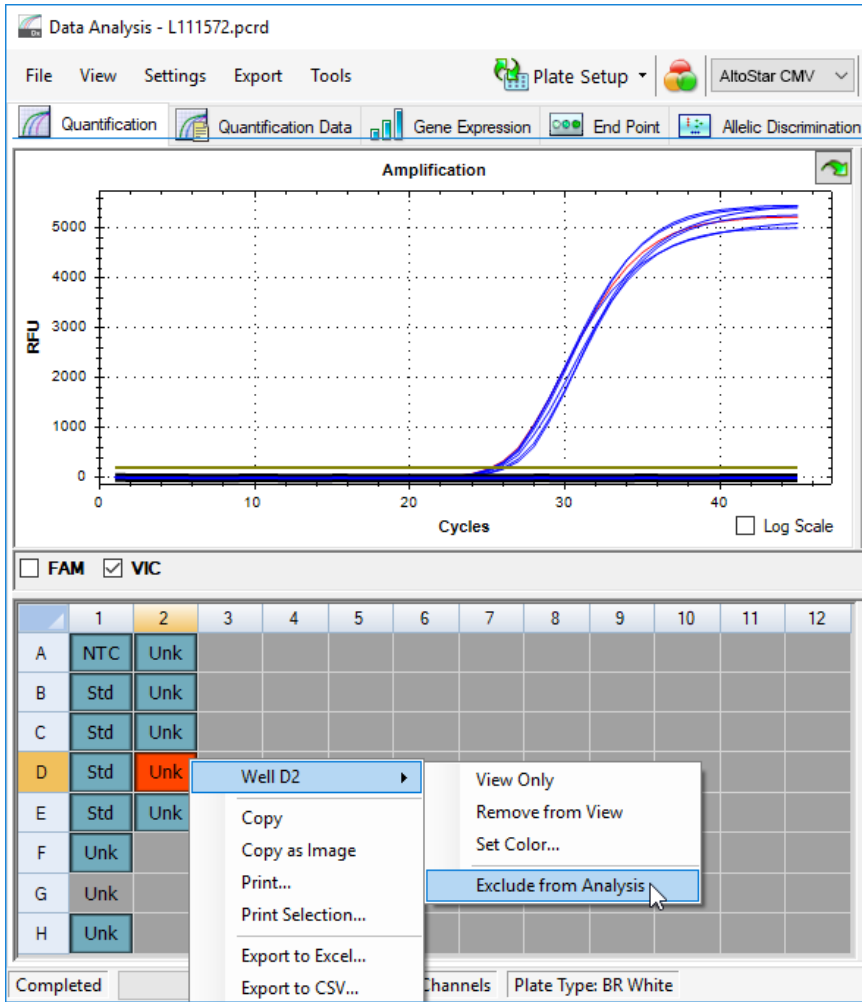 Data Analysis - L111572.pcrd
File View Settings Export Tools Plate Setup AltoStar CMV
Quantification Quantification Data Gene Expression End Point Allelic Discrimination
Amplification
5000
4000
3000
2000
1000
0
RFU
0 10 20 30 40
Cycles
Log Scale
FAM VIC
1 2 3 4 5 6 7 8 9 10 11 12
A NTC Unk
B Std Unk
C Std Unk
D Std Unk
E Std Unk
F Unk
G Unk
H Unk
Well D2
Copy
Copy as Image
Print...
Print Selection...
Export to Excel...
Export to CSV...
View Only
Remove from View
Set Color...
Exclude from Analysis
Completed Channels Plate Type: BR White